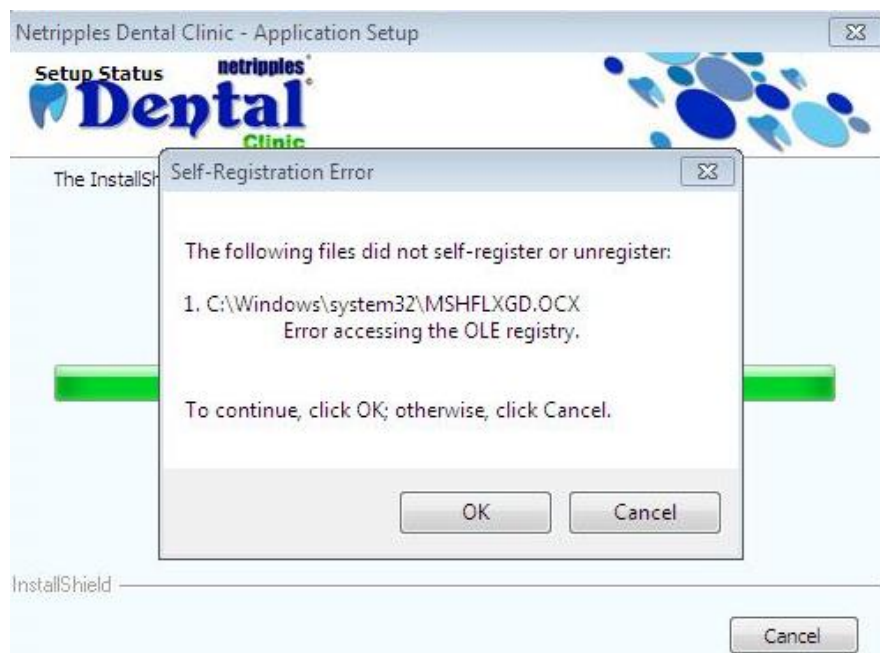 Netripples Dental Clinic - Application Setup
Setup Status
netripples
Dental
Clinic
The InstallSh
Self-Registration Error
The following files did not self-register or unregister:
1. C:\Windows\system32\MSHFLXGD.OCX
Error accessing the OLE registry.
To continue, click OK; otherwise, click Cancel.
OK Cancel
InstallShield
Cancel